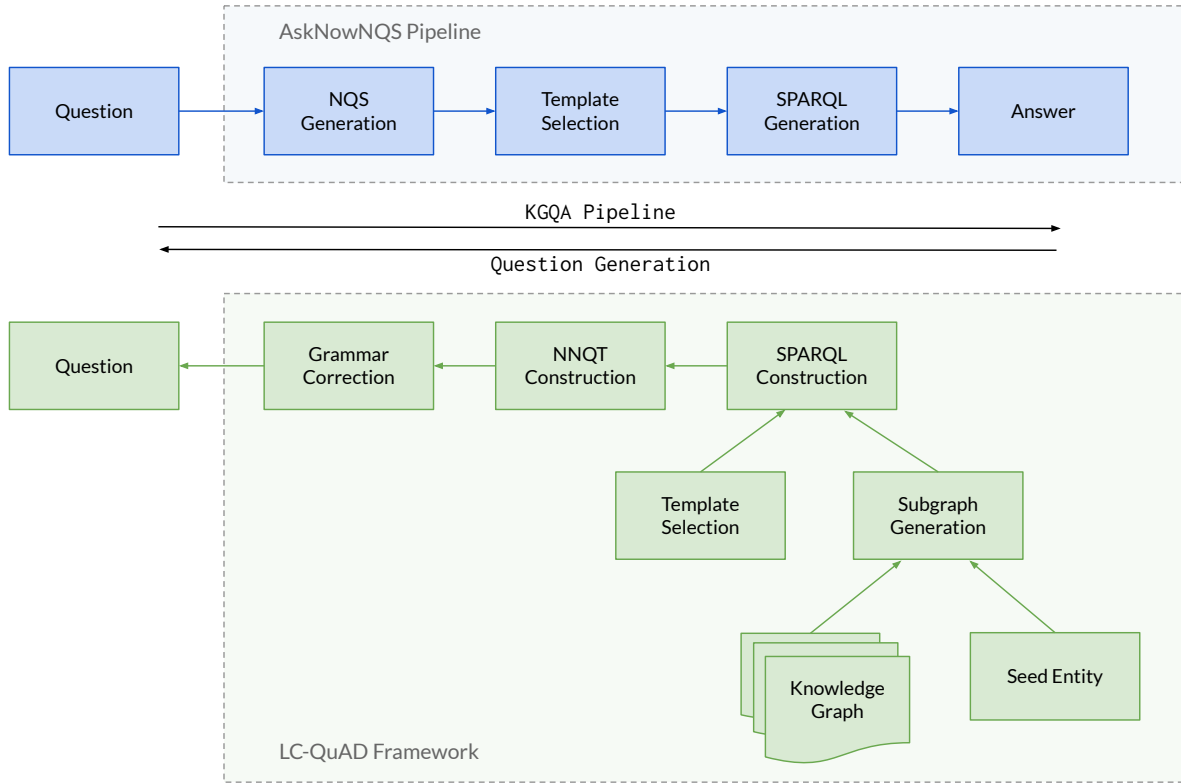 AskNowNQS Pipeline
Question
NQS
Generation
Template
Selection
SPARQL
Generation
Answer
KGQA Pipeline
Question Generation
Question
Grammar
Correction
NNQT
Construction
SPARQL
Construction
Template
Selection
Subgraph
Generation
Knowledge
Graph
Seed Entity
LC-QuAD Framework